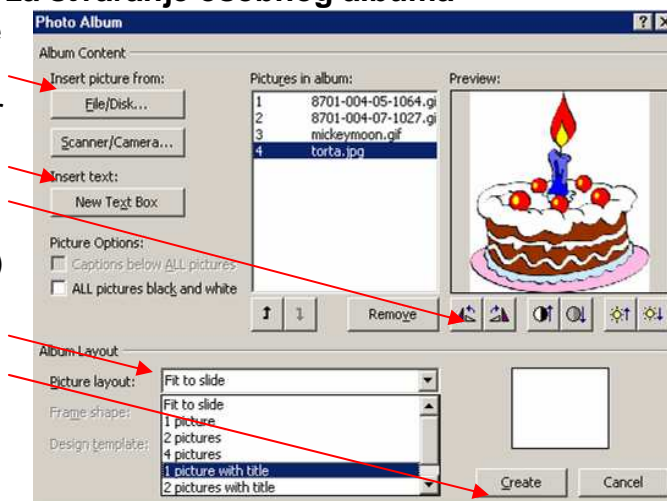 za stvaranje osobnog albuma
Photo Album
Album Content
Insert picture from:
File/Disk...
Scanner/Camera...
Insert text:
New Text Box
Picture Options:
Captions below ALL pictures
ALL pictures black and white
Pictures in album:
1 8701-004-05-1064.gi
2 8701-004-07-1027.gi
3 mickeymoon.gif
4 torta.jpg
Remove
Preview:
Album Layout
Picture layout:
Fit to slide
Fit to slide
1 picture
2 pictures
4 pictures
1 picture with title
2 pictures with title
Frame shape:
Design template:
Create
Cancel